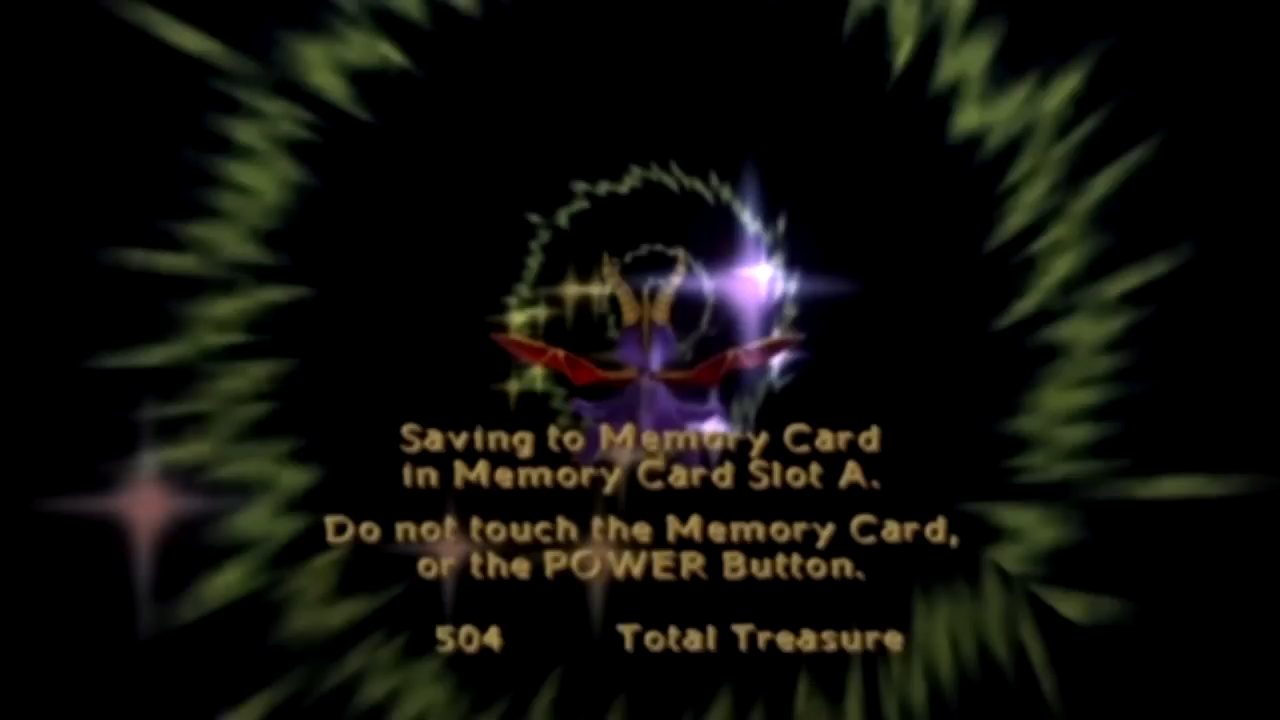 Saving to Memory Card
in Memory Card Slot A.
Do not touch the Memory Card,
or the POWER Button.
504 Total Treasure